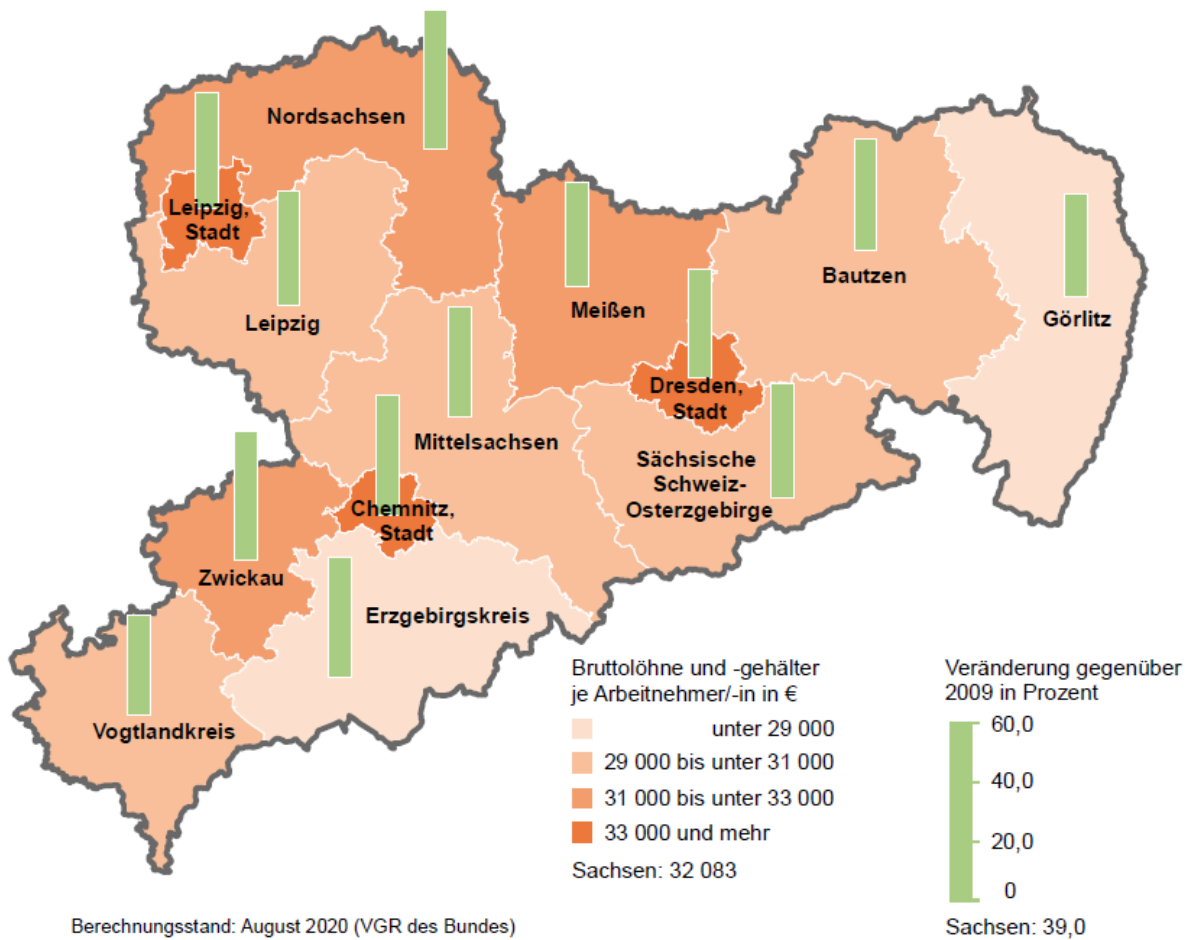 Nordsachsen
Leipzig,
Stadt
Leipzig
Meißen
Bautzen
Görlitz
Dresden,
Stadt
Mittelsachsen
Sächsische
Schweiz-
Osterzgebirge
Chemnitz,
Stadt
Zwickau
Erzgebirgskreis
Vogtlandkreis
Bruttolöhne und -gehälter
je Arbeitnehmer/-in in €
unter 29 000
29 000 bis unter 31 000
31 000 bis unter 33 000
33 000 und mehr
Sachsen: 32 083
Veränderung gegenüber
2009 in Prozent
60,0
40,0
20,0
0
Sachsen: 39,0
Berechnungsstand: August 2020 (VGR des Bundes)